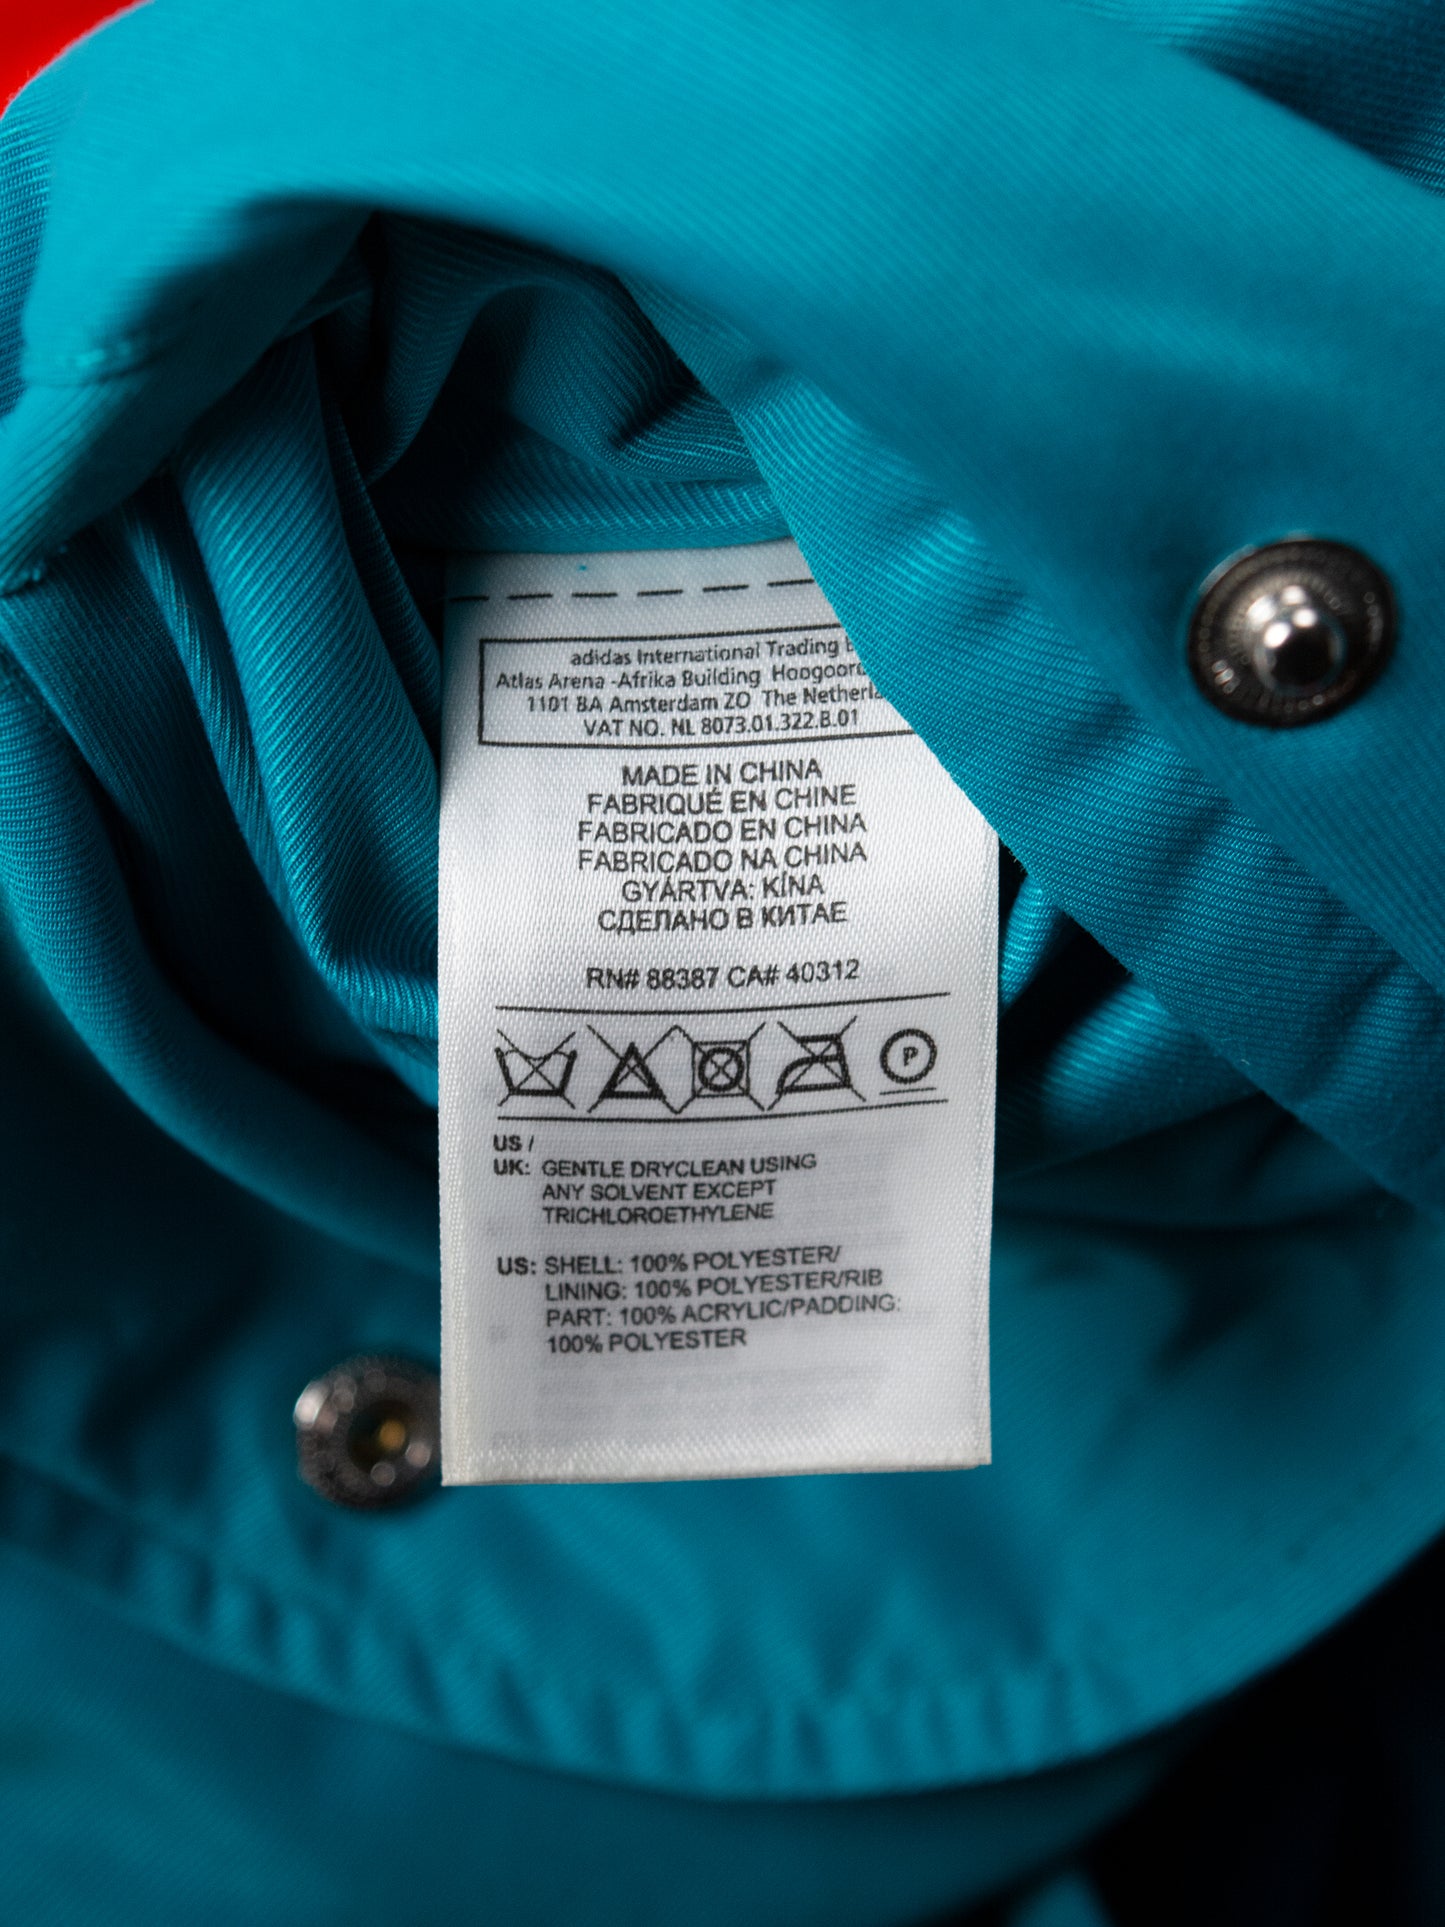 adidas International Trading
Atlas Arena -Afrika Building
1101 BA Amsterdam ZO The
VAT NO. NL 8073.01.322.B.01
MADE IN CHINA
FABRIQUÉ EN CHINE
FABRICADO EN CHINA
FABRICADO NA CHINA
GYÁRTVA: KÍNA
СДЕЛАНО В КИТАЕ
RN# 88387 CA# 40312
P
US /
UK: GENTLE DRYCLEAN USING
ANY SOLVENT EXCEPT
TRICHLOROETHYLENE
US: SHELL: 100% POLYESTER/
LINING: 100% POLYESTER/RIB
PART: 100% ACRYLIC/PADDING:
100% POLYESTER